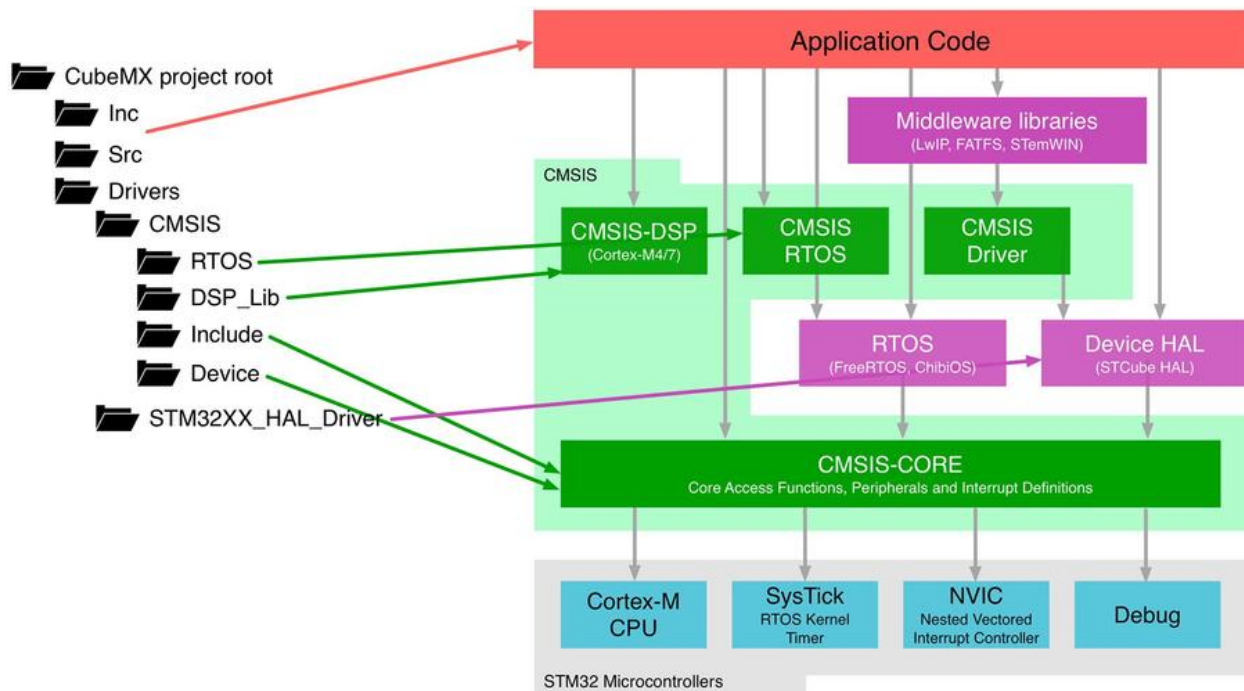 CubeMX project root
Inc
Src
Drivers
CMSIS
RTOS
DSP_Lib
Include
Device
STM32XX_HAL_Driver
Application Code
Middleware libraries
(LwIP, FATFS, STemWIN)
CMSIS
CMSIS-DSP
(Cortex-M4/7)
CMSIS
RTOS
CMSIS
Driver
RTOS
(FreeRTOS, ChibiOS)
Device HAL
(STCube HAL)
CMSIS-CORE
Core Access Functions, Peripherals and Interrupt Definitions
Cortex-M
CPU
SysTick
RTOS Kernel
Timer
NVIC
Nested Vectored
Interrupt Controller
Debug
STM32 Microcontrollers